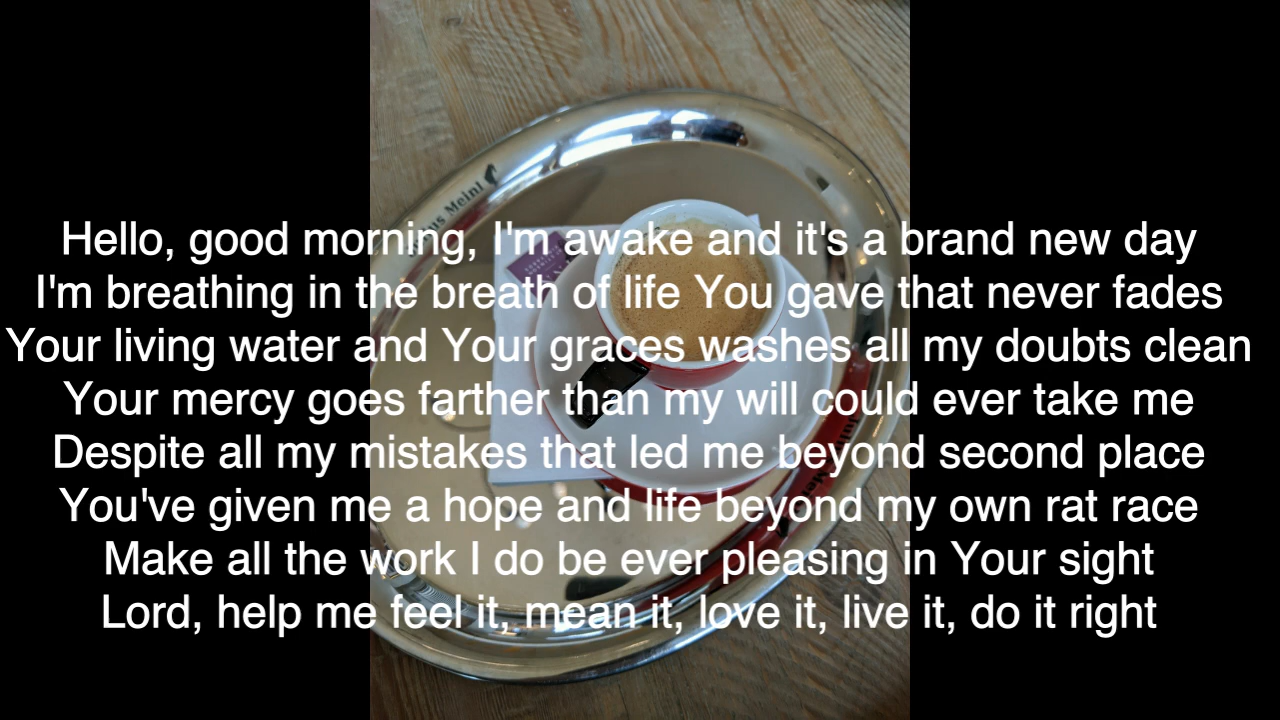 Hello, good morning, I'm awake and it's a brand new day
I'm breathing in the breath of life You gave that never fades
Your living water and Your graces washes all my doubts clean
Your mercy goes farther than my will could ever take me
Despite all my mistakes that led me beyond second place
You've given me a hope and life beyond my own rat race
Make all the work I do be ever pleasing in Your sight
Lord, help me feel it, mean it, love it, live it, do it right
Meinl